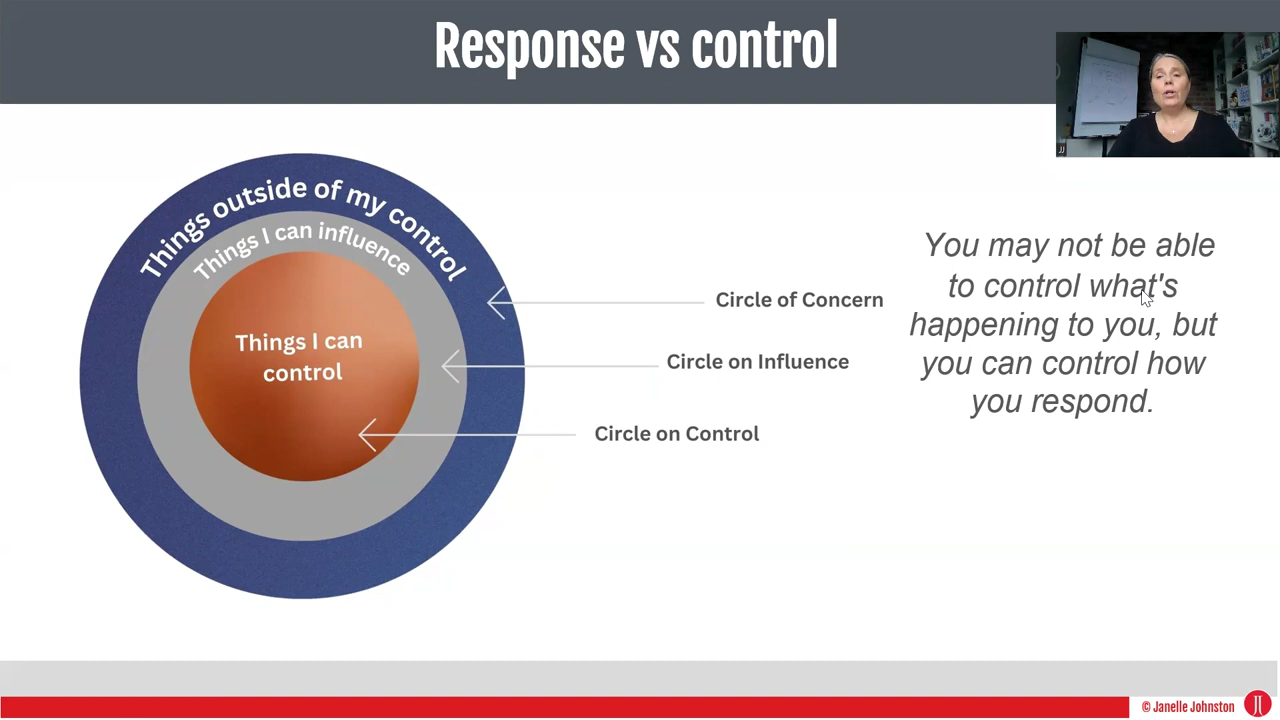 Response vs control
JJ
Things outside of my control
Things I can influence
Things I can
control
Circle of Concern
Circle on Influence
Circle on Control
You may not be able
to control what's
happening to you, but
you can control how
you respond.
© Janelle Johnston
JJ